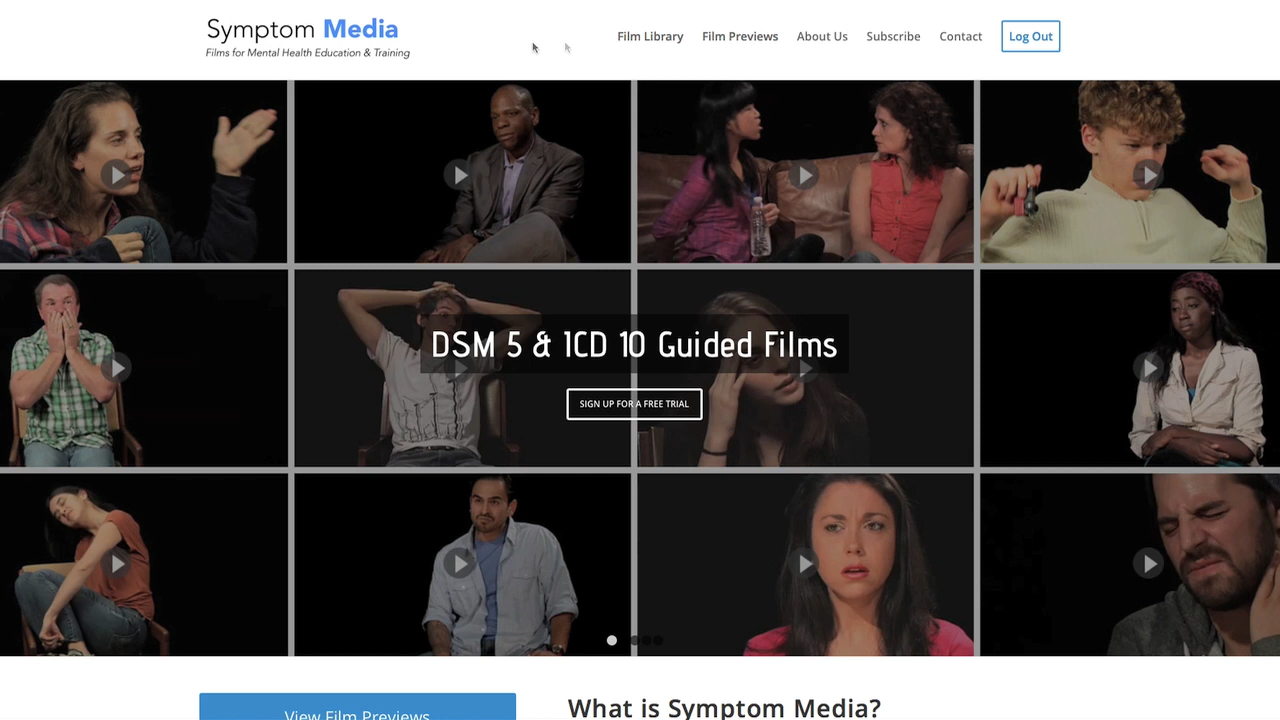 Symptom Media
Films for Mental Health Education & Training
Film Library
Film Previews
About Us
Subscribe
Contact
Log Out
DSM 5 & ICD 10 Guided Films
SIGN UP FOR A FREE TRIAL
View Film Previews
What is Symptom Media?